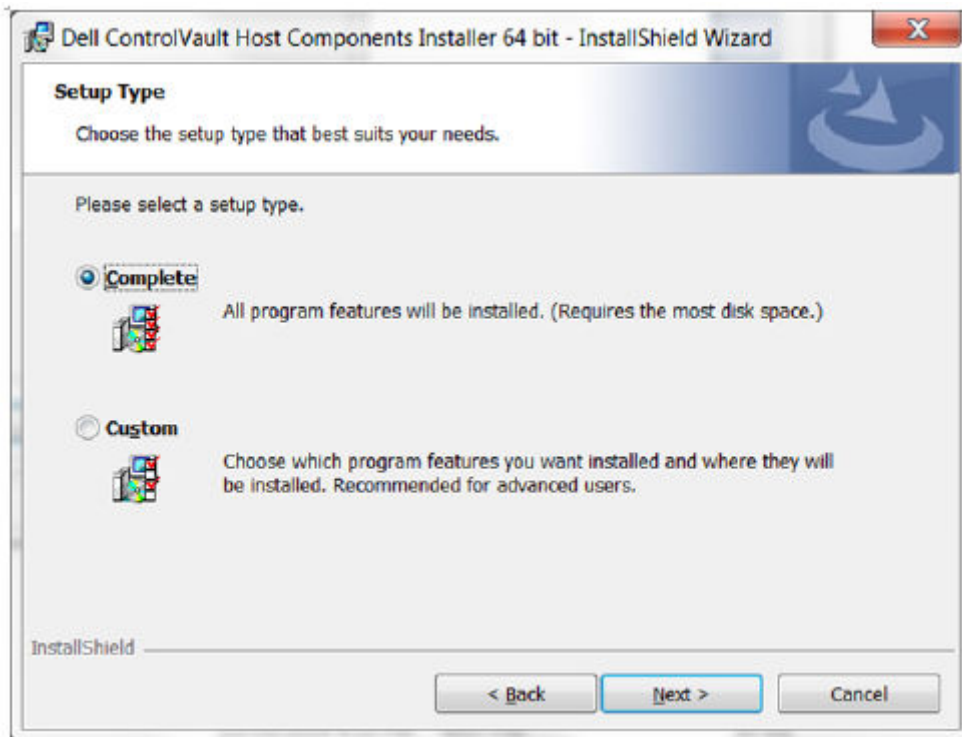 Dell ControlVault Host Components Installer 64 bit - InstallShield Wizard
Setup Type
Choose the setup type that best suits your needs.
Please select a setup type.
Complete
All program features will be installed. (Requires the most disk space.)
Custom
Choose which program features you want installed and where they will
be installed. Recommended for advanced users.
InstallShield
< Back
Next >
Cancel